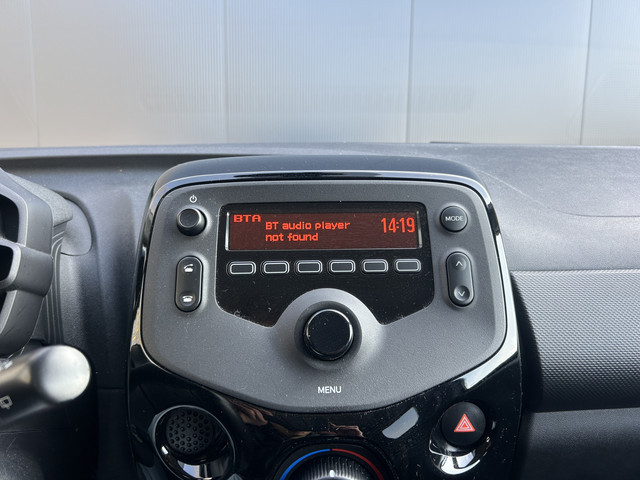 BTA
BT audio player
not found
14:19
MODE
MENU